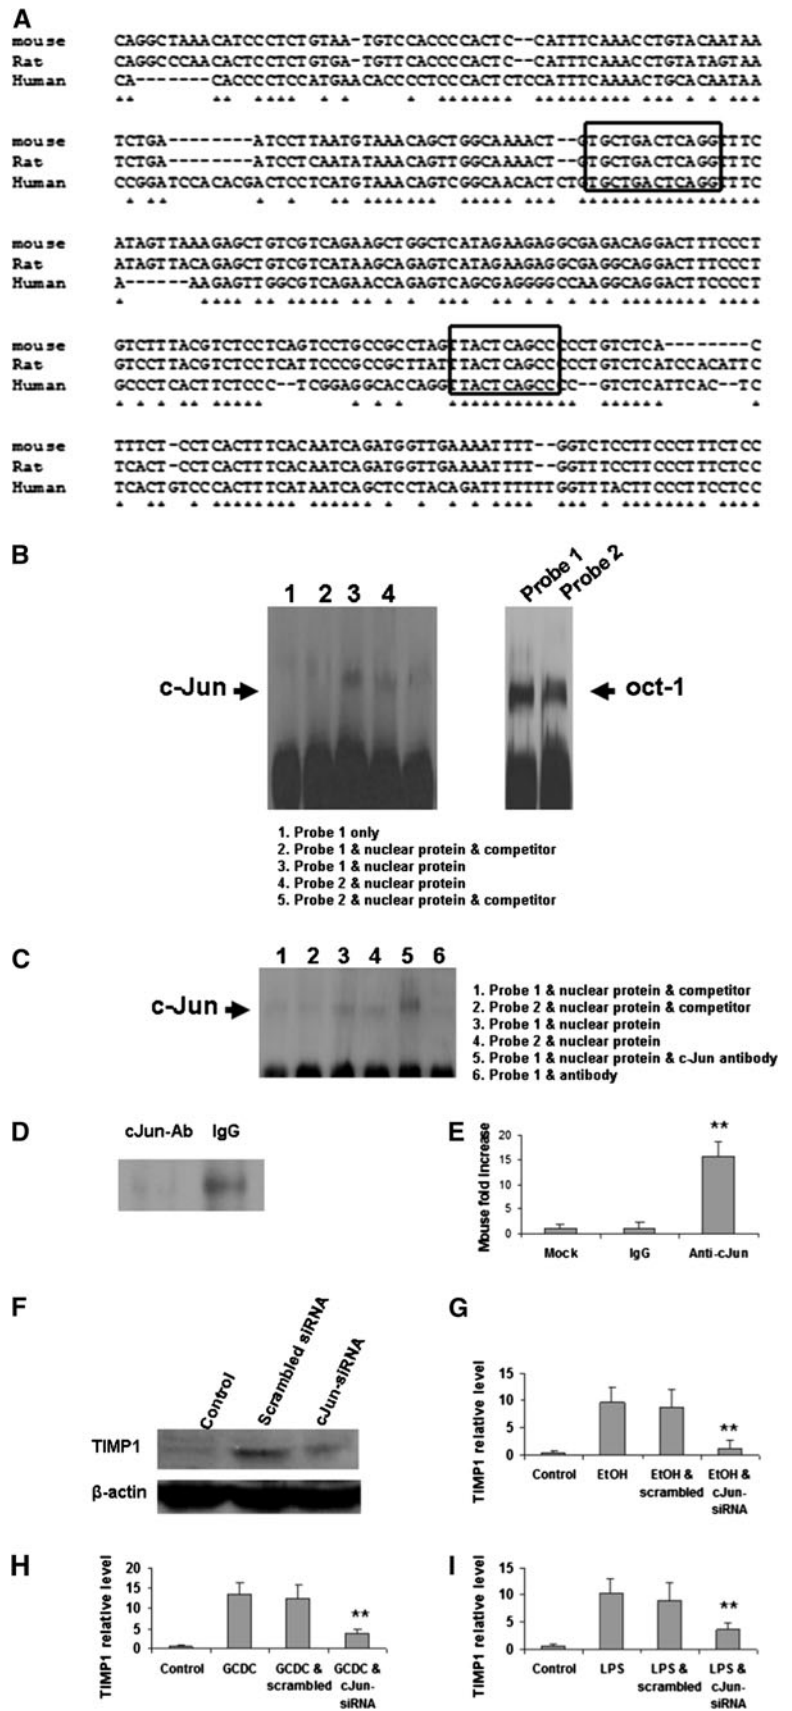 A
mouse CAGGCTAAACATCCCTCTGTAA-TGTCCACCCCACTC--CATTTCAAACCTGTACAATAA
Rat CAGGCCCAACACTCCTCTGTAA-TGTTCACCCCACTC--CATTTCAAACCTGTATAGTAA
Human CA-------CACCCCTCCATGAACACCCCTCCCACTCTCCATTTCAAAACTGCACAATAA
mouse TCTGA--------ATCCTTAATGTAAACAGCTGGCAAAACT--GTGCTGACTCAGGTTTC
Rat TCTGA--------ATCCTCAATATAAACAGTTGGCAAAACT--GTGCTGACTCAGGTTTC
Human CCGGATCCACACGACTCCTCATGTAAACAGTCGGCAACACTCTGTGCTGACTCAGGTTTC
mouse ATAGTTAAAGAGCTGTCGTCAGAAGCTGGCTCATAGAAGAGGCGAGACAGGACTTTCCCT
Rat ATAGTTACAGAGCTGTCGTCATAAGCAGAGTCATAGAAGAGGCGAGGCAGGACTTTCCCT
Human A------AAGAGTTGGCGTCAGAACCAGAGTCAGCGAGGGGCCAAGGCAGGACTTCCCCT
mouse GTCTTTACGTCTCCTCAGTCCTGCCGCCTAGTTACTCAGCCCCCTGTCTCA--------C
Rat GTCCTTACGTCTCCTCATTCCCGCCGCTTATTTACTCAGCCCCCTGTCTCATCCACATTC
Human GCCCTCACTTCTCCC--TCGGAGGCACCAGGTTACTCAGCCCC--GTCTCATTCAC--TC
mouse TTTCT-CCTCACTTTCACAATCAGATGGTTGAAAATTTT--GGTCTCCTTCCCTTTCTCC
Rat TCACT-CCTCACTTTCACAATCAGATGGTTGAAAATTTT--GGTTTCCTTCCCTTTCTCC
Human TCACTGTCCCACTTTCATAATCAGCTCCTACAGATTTTTTTGGTTTACTTCCCTTCCTCC
B
1 2 3 4
Probe 1
Probe 2
c-Jun
oct-1
1. Probe 1 only
2. Probe 1 & nuclear protein & competitor
3. Probe 1 & nuclear protein
4. Probe 2 & nuclear protein
5. Probe 2 & nuclear protein & competitor
C
1 2 3 4 5 6
c-Jun
1. Probe 1 & nuclear protein & competitor
2. Probe 2 & nuclear protein & competitor
3. Probe 1 & nuclear protein
4. Probe 2 & nuclear protein
5. Probe 1 & nuclear protein & c-Jun antibody
6. Probe 1 & antibody
D
cJun-Ab IgG
E
Mouse fold increase
20
15
10
5
0
**
Mock IgG Anti-cJun
F
Control
Scrambled siRNA
cJun-siRNA
TIMP1
β-actin
G
TIMP1 relative level
15
10
5
0
**
Control EtOH EtOH & scrambled EtOH & cJun-siRNA
H
TIMP1 relative level
20
15
10
5
0
**
Control GCDC GCDC & scrambled GCDC & cJun-siRNA
I
TIMP1 relative level
15
10
5
0
**
Control LPS LPS & scrambled LPS & cJun-siRNA